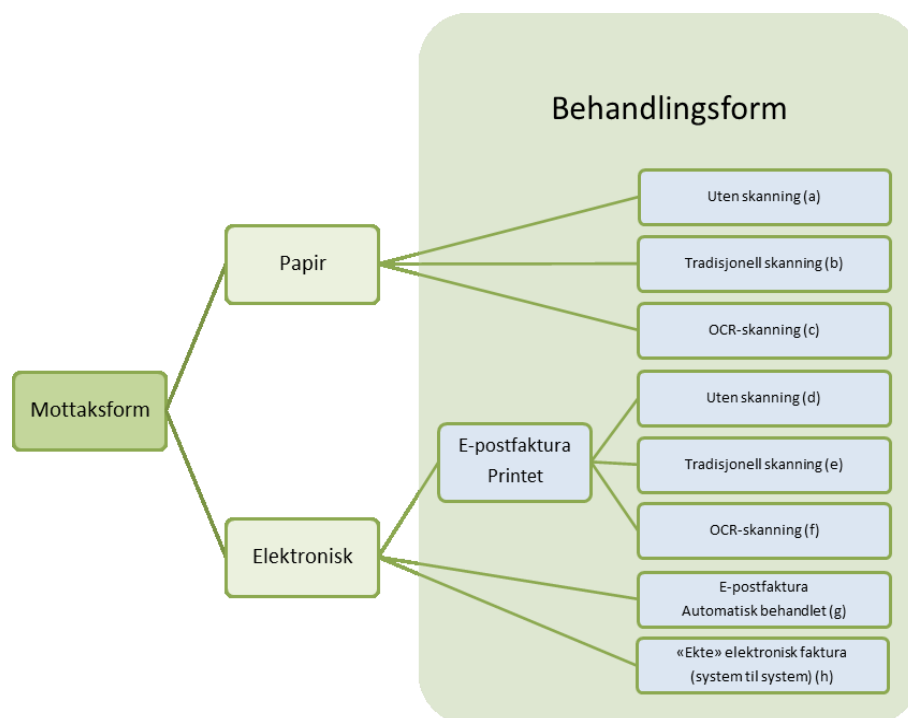 Behandlingsform
Uten skanning (a)
Papir
Tradisjonell skanning (b)
OCR-skanning (c)
Mottaksform
Uten skanning (d)
E-postfaktura
Printet
Tradisjonell skanning (e)
OCR-skanning (f)
Elektronisk
E-postfaktura
Automatisk behandlet (g)
«Ekte» elektronisk faktura
(system til system) (h)